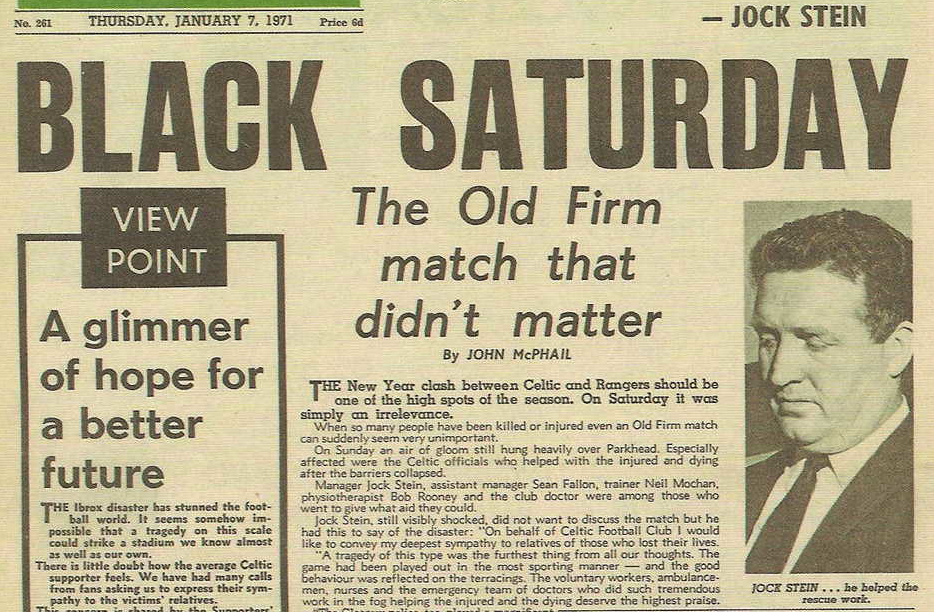 No. 261 THURSDAY, JANUARY 7, 1971 Price 6d
— JOCK STEIN
BLACK SATURDAY
VIEW
POINT
A glimmer
of hope for
a better
future
THE Ibrox disaster has stunned the foot-
ball world. It seems somehow im-
possible that a tragedy on this scale
could strike a stadium we know almost
as well as our own.
There is little doubt how the average Celtic
supporter feels. We have had many calls
from fans asking us to express their sym-
pathy to the victims' relatives.
is shared by the Supporters'
The Old Firm
match that
didn't matter
By JOHN McPHAIL
THE New Year clash between Celtic and Rangers should be
one of the high spots of the season. On Saturday it was
simply an irrelevance.
When so many people have been killed or injured even an Old Firm match
can suddenly seem very unimportant.
On Sunday an air of gloom still hung heavily over Parkhead. Especially
affected were the Celtic officials who helped with the injured and dying
after the barriers collapsed.
Manager Jock Stein, assistant manager Sean Fallon, trainer Neil Mochan,
physiotherapist Bob Rooney and the club doctor were among those who
went to give what aid they could.
Jock Stein, still visibly shocked, did not want to discuss the match but he
had this to say of the disaster: "On behalf of Celtic Football Club I would
like to convey my deepest sympathy to relatives of those who lost their lives.
"A tragedy of this type was the furthest thing from all our thoughts. The
game had been played out in the most sporting manner — and the good
behaviour was reflected on the terracings. The voluntary workers, ambulance-
men, nurses and the emergency team of doctors who did such tremendous
work in the fog helping the injured and the dying deserve the highest praise.
JOCK STEIN . . . he helped the
rescue work.